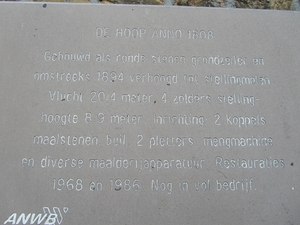 DE HOOP ANNO 1806
Gebouwd als ronde stenen grondzeiler en
omstreeks 1894 verhoogd tot stellingmolen
Vlucht 20.4 meter, 4 zolders stelling-
hoogte 8.9 meter. Inrichting: 2 koppels
maalstenen buil 2 pletters mengmachine
en diverse maalderijapparatuur. Restauraties
1968 en 1986. Nog in vol bedrijf.
ANWB